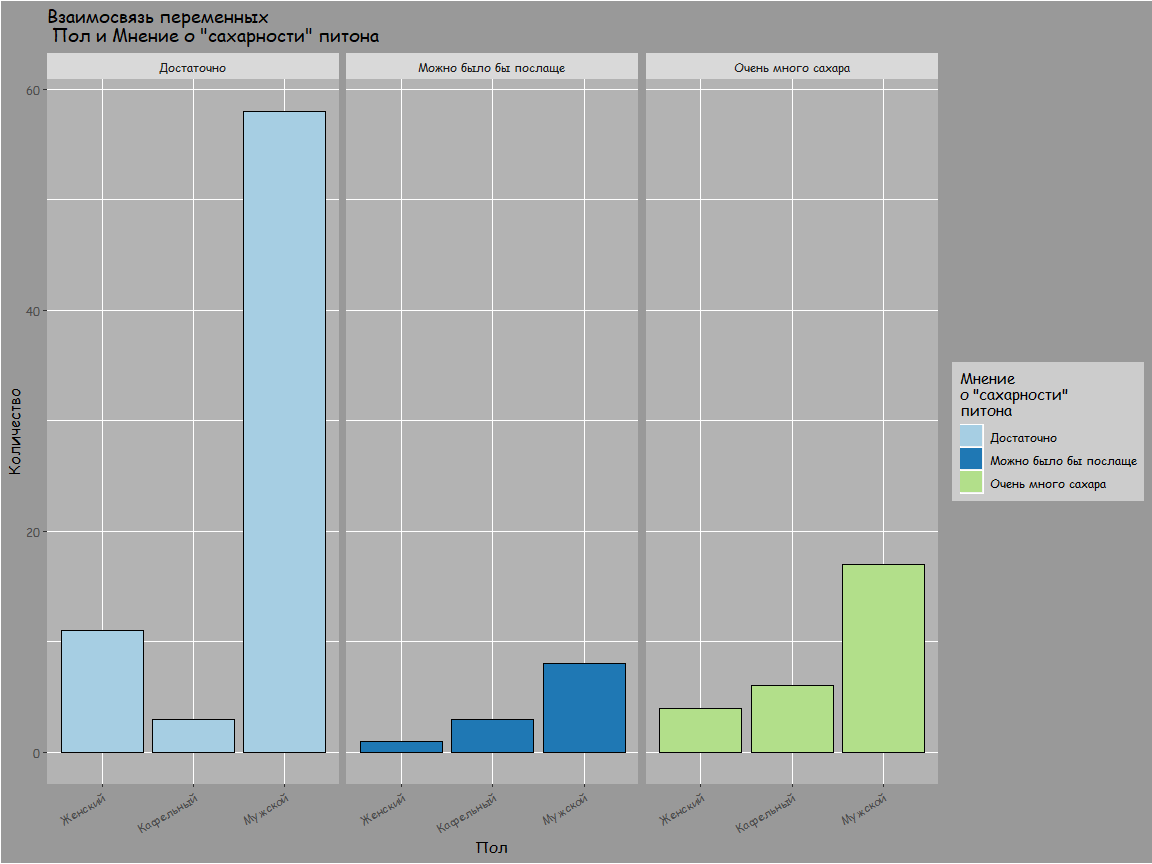 Взаимосвязь переменных
Пол и Мнение о "сахарности" питона
Достаточно
Можно было бы послаще
Очень много сахара
60
40
20
0
Количество
Женский
Кафельный
Мужской
Женский
Кафельный
Мужской
Женский
Кафельный
Мужской
Пол
Мнение
о "сахарности"
питона
Достаточно
Можно было бы послаще
Очень много сахара